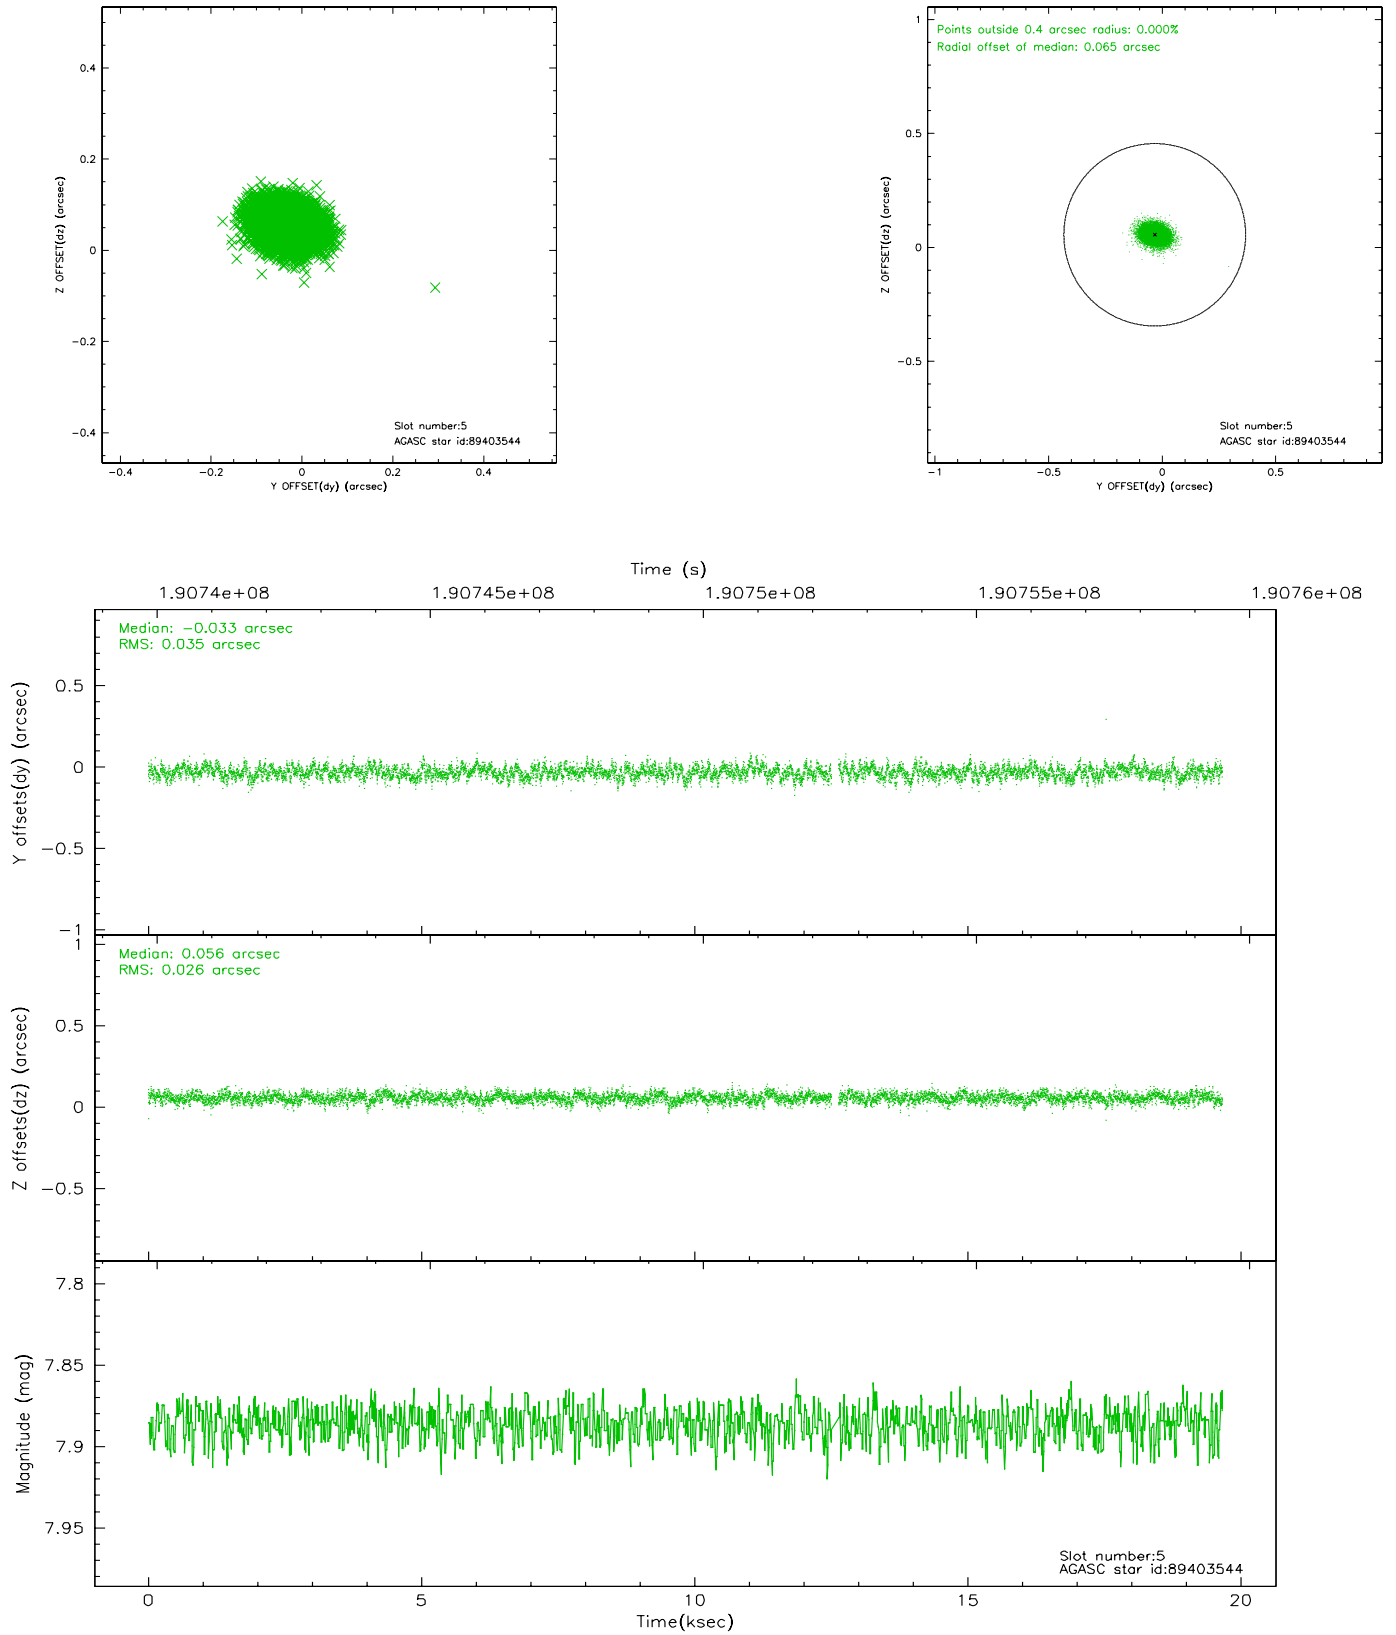 0.4
0.2
0
−0.2
−0.4
Z OFFSET(dz) (arcsec)
Slot number:5
AGASC star id:89403544
−0.4 −0.2 0 0.2 0.4
Y OFFSET(dy) (arcsec)
Points outside 0.4 arcsec radius: 0.000%
Radial offset of median: 0.065 arcsec
1
0.5
0
−0.5
Z OFFSET(dz) (arcsec)
Slot number:5
AGASC star id:89403544
−1 −0.5 0 0.5
Y OFFSET(dy) (arcsec)
Time (s)
1.9074e+08 1.90745e+08 1.9075e+08 1.90755e+08 1.9076e+08
Median: −0.033 arcsec
RMS: 0.035 arcsec
0.5
0
−0.5
−1
Y offsets(dy) (arcsec)
Median: 0.056 arcsec
RMS: 0.026 arcsec
1
0.5
0
−0.5
Z offsets(dz) (arcsec)
7.8
7.85
7.9
7.95
Magnitude (mag)
Slot number:5
AGASC star id:89403544
0 5 10 15 20
Time(ksec)